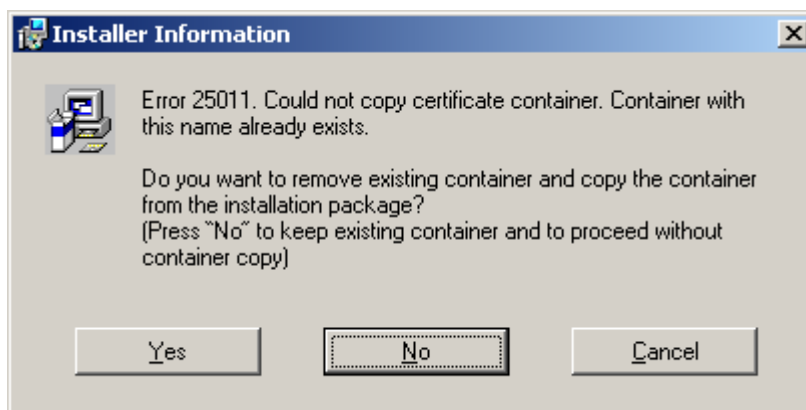 Installer Information
Error 25011. Could not copy certificate container. Container with
this name already exists.
Do you want to remove existing container and copy the container
from the installation package?
(Press ˝No˝ to keep existing container and to proceed without
container copy)
Yes
No
Cancel